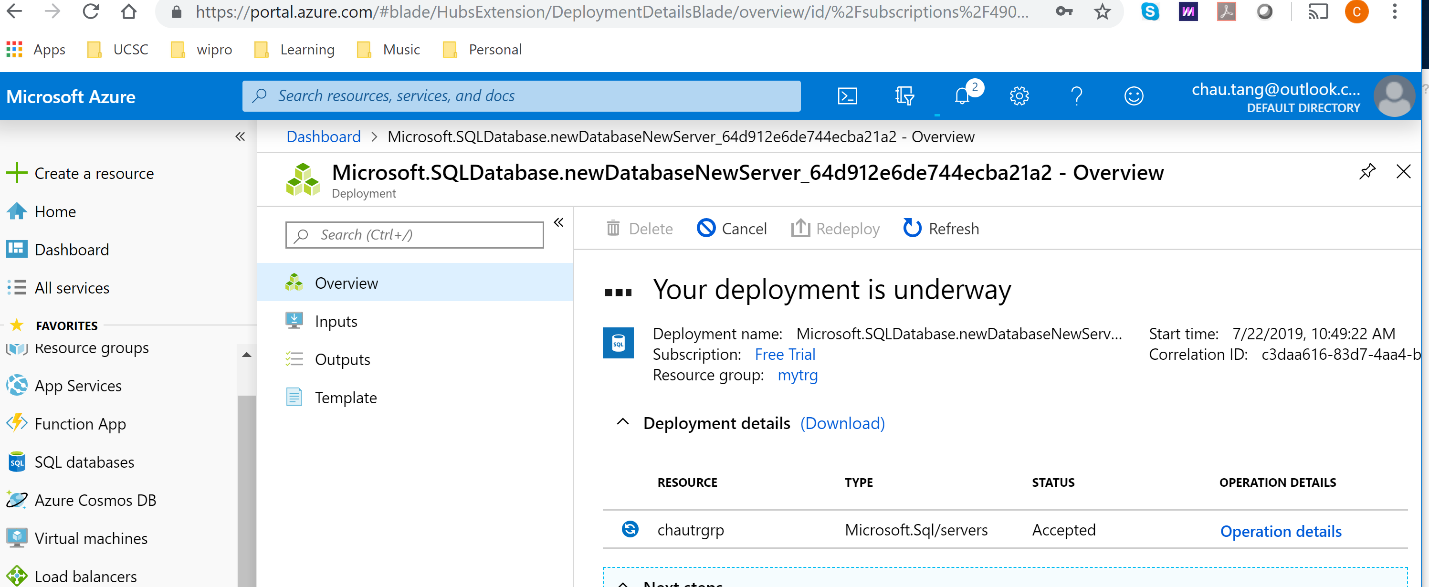 https://portal.azure.com/#blade/HubsExtension/DeploymentDetailsBlade/overview/id/%2Fsubscriptions%2F490...
Apps UCSC wipro Learning Music Personal
Microsoft Azure
Search resources, services, and docs
2
chau.tang@outlook.c...
DEFAULT DIRECTORY
Dashboard > Microsoft.SQLDatabase.newDatabaseNewServer_64d912e6de744ecba21a2 - Overview
Create a resource
Home
Dashboard
All services
FAVORITES
Resource groups
App Services
Function App
SQL databases
Azure Cosmos DB
Virtual machines
Load balancers
Microsoft.SQLDatabase.newDatabaseNewServer_64d912e6de744ecba21a2 - Overview
Deployment
Search (Ctrl+/)
Overview
Inputs
Outputs
Template
Delete Cancel Redeploy Refresh
Your deployment is underway
Deployment name: Microsoft.SQLDatabase.newDatabaseNewServ... Start time: 7/22/2019, 10:49:22 AM
Subscription: Free Trial Correlation ID: c3daa616-83d7-4aa4-b
Resource group: mytrg
Deployment details (Download)
RESOURCE TYPE STATUS OPERATION DETAILS
chautrgrp Microsoft.Sql/servers Accepted Operation details
Next steps